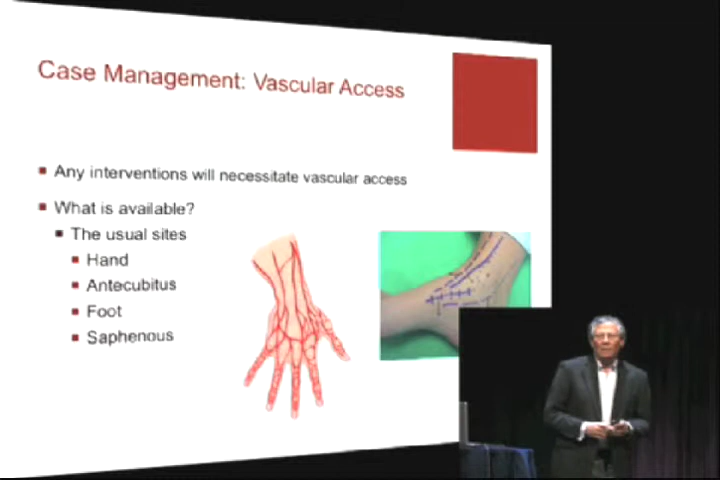 Case Management: Vascular Access
Any interventions will necessitate vascular access
What is available?
The usual sites
Hand
Antecubitus
Foot
Saphenous